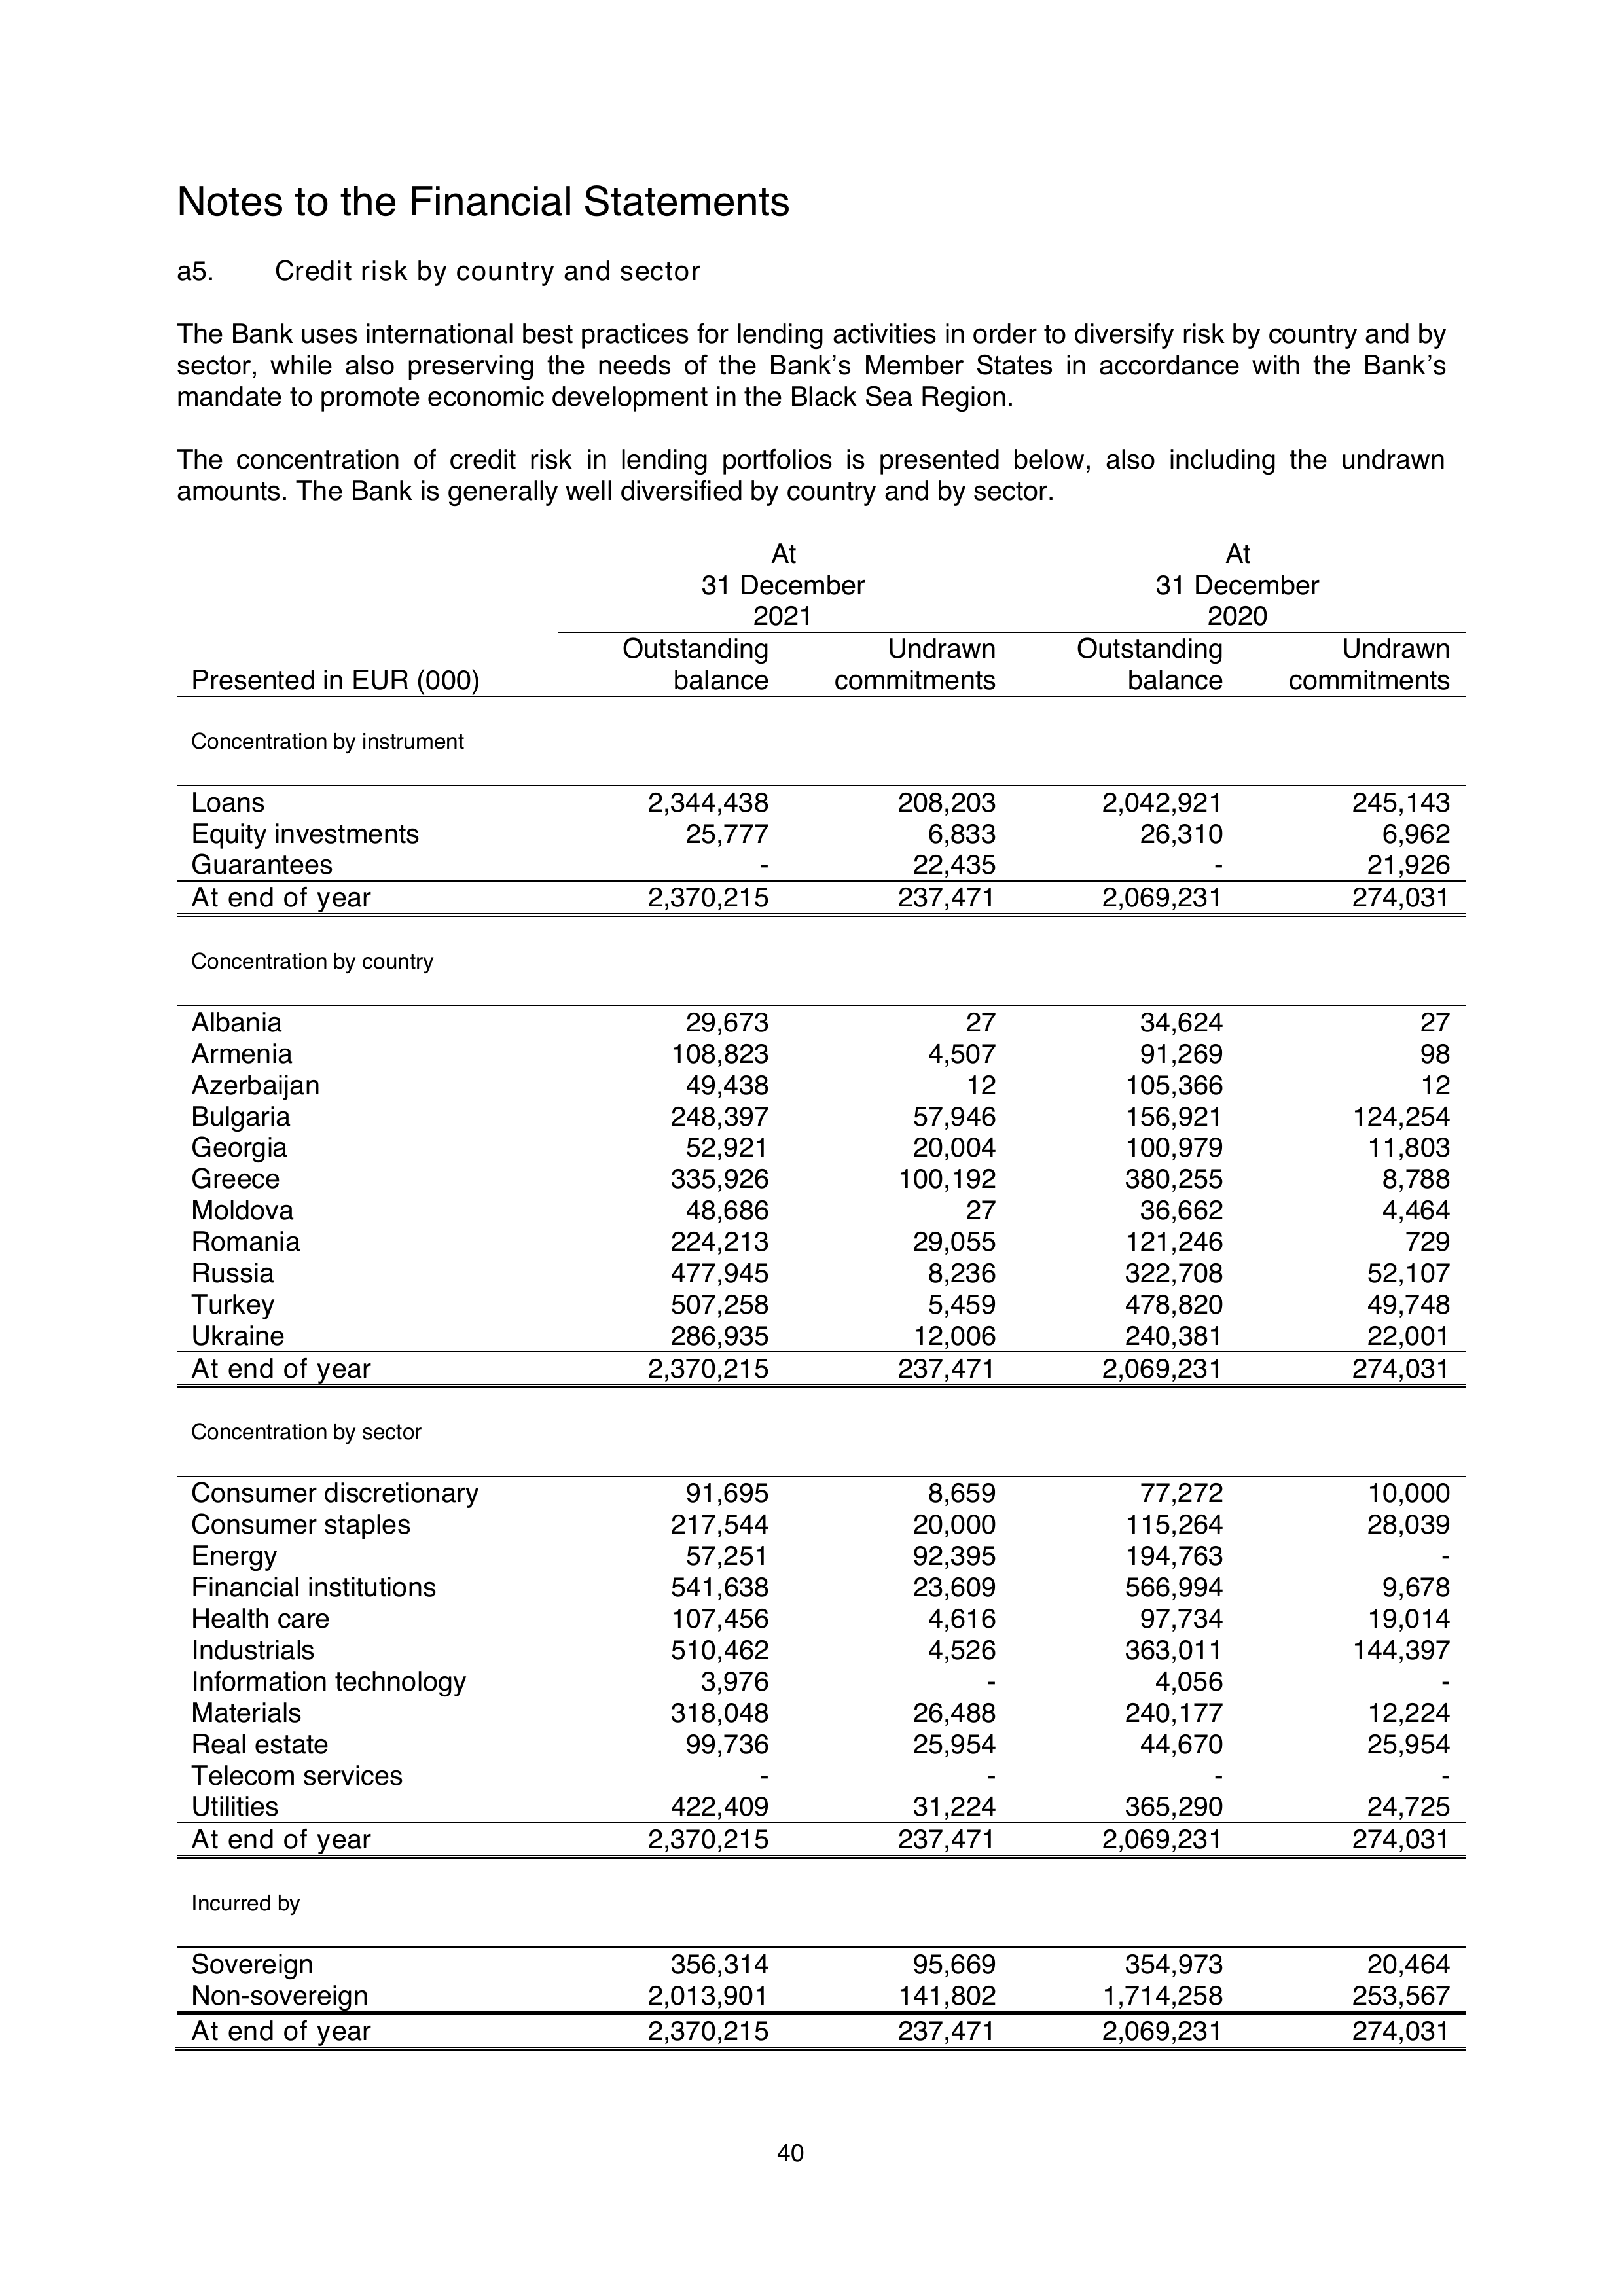 Notes to the Financial Statements
a5. Credit risk by country and sector
The Bank uses international best practices for lending activities in order to diversify risk by country and by
sector, while also preserving the needs of the Bank’s Member States in accordance with the Bank’s
mandate to promote economic development in the Black Sea Region.
The concentration of credit risk in lending portfolios is presented below, also including the undrawn
amounts. The Bank is generally well diversified by country and by sector.
At At
31 December 31 December
2021 2020
Outstanding Undrawn Outstanding Undrawn
Presented in EUR (000) balance commitments balance commitments
Concentration by instrument
Loans 2,344,438 208,203 2,042,921 245,143
Equity investments 25,777 6,833 26,310 6,962
Guarantees - 22,435 - 21,926
At end of year 2,370,215 237,471 2,069,231 274,031
Concentration by country
Albania 29,673 27 34,624 27
Armenia 108,823 4,507 91,269 98
Azerbaijan 49,438 12 105,366 12
Bulgaria 248,397 57,946 156,921 124,254
Georgia 52,921 20,004 100,979 11,803
Greece 335,926 100,192 380,255 8,788
Moldova 48,686 27 36,662 4,464
Romania 224,213 29,055 121,246 729
Russia 477,945 8,236 322,708 52,107
Turkey 507,258 5,459 478,820 49,748
Ukraine 286,935 12,006 240,381 22,001
At end of year 2,370,215 237,471 2,069,231 274,031
Concentration by sector
Consumer discretionary 91,695 8,659 77,272 10,000
Consumer staples 217,544 20,000 115,264 28,039
Energy 57,251 92,395 194,763 -
Financial institutions 541,638 23,609 566,994 9,678
Health care 107,456 4,616 97,734 19,014
Industrials 510,462 4,526 363,011 144,397
Information technology 3,976 - 4,056 -
Materials 318,048 26,488 240,177 12,224
Real estate 99,736 25,954 44,670 25,954
Telecom services - - - -
Utilities 422,409 31,224 365,290 24,725
At end of year 2,370,215 237,471 2,069,231 274,031
Incurred by
Sovereign 356,314 95,669 354,973 20,464
Non-sovereign 2,013,901 141,802 1,714,258 253,567
At end of year 2,370,215 237,471 2,069,231 274,031
40